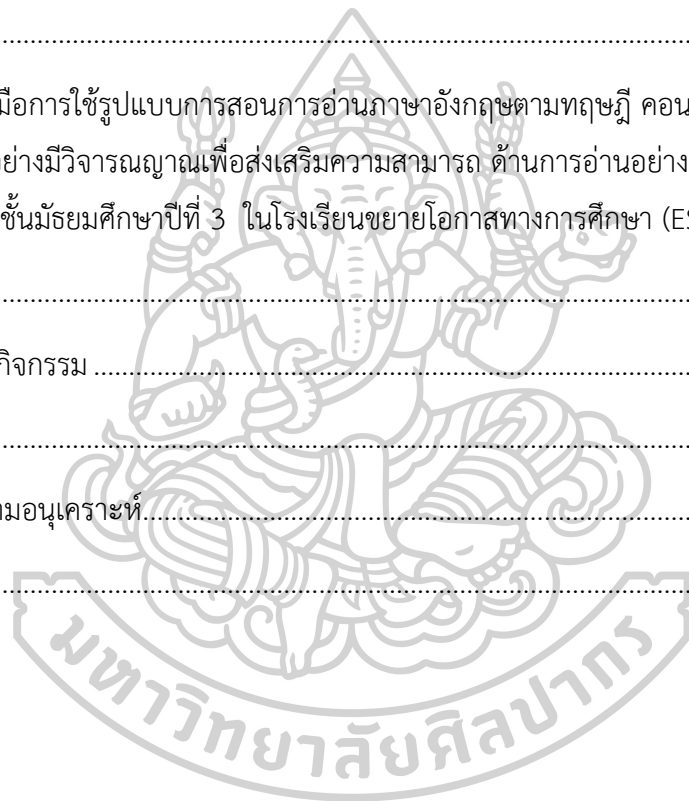 ................................................................................
มือการใช้รูปแบบการสอนการอ่านภาษาอังกฤษตามทฤษฎี คอน
อย่างมีวิจารณญาณเพื่อส่งเสริมความสามารถ ด้านการอ่านอย่าง
ชั้นมัธยมศึกษาปีที่ 3 ในโรงเรียนขยายโอกาสทางการศึกษา (ES
................................................................................
กิจกรรม ................................................................................
................................................................................
ามอนุเคราะห์................................................................................
................................................................................
มหาวิทยาลัยศิลปากร